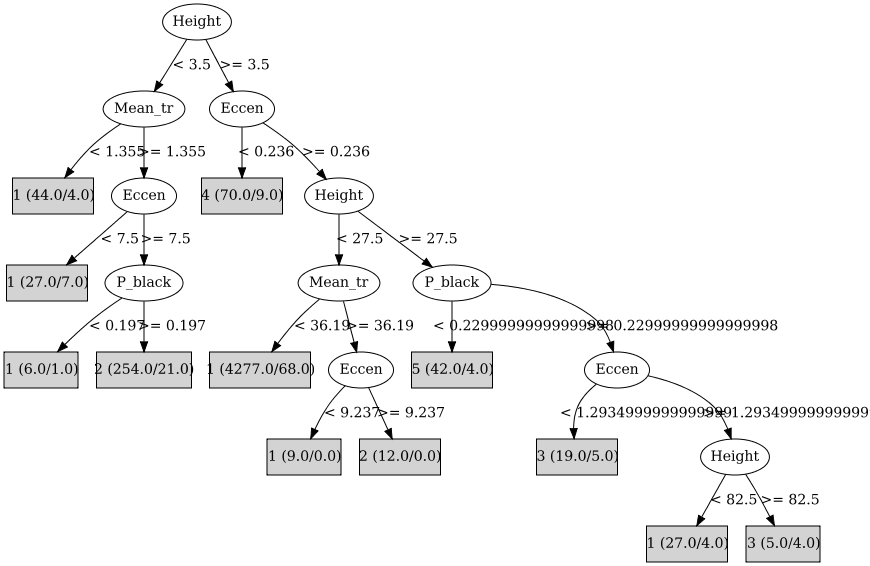 Height
< 3.5 >= 3.5
Mean_tr Eccen
< 1.355 >= 1.355 < 0.236 >= 0.236
1 (44.0/4.0) Eccen 4 (70.0/9.0) Height
< 7.5 >= 7.5 < 27.5 >= 27.5
1 (27.0/7.0) P_black Mean_tr P_black
< 0.197 >= 0.197 < 36.19 >= 36.19 < 0.22999999999999998 >= 0.22999999999999998
1 (6.0/1.0) 2 (254.0/21.0) 1 (4277.0/68.0) Eccen 5 (42.0/4.0) Eccen
< 9.237 >= 9.237 < 1.29349999999999 >= 1.29349999999999
1 (9.0/0.0) 2 (12.0/0.0) 3 (19.0/5.0) Height
< 82.5 >= 82.5
1 (27.0/4.0) 3 (5.0/4.0)